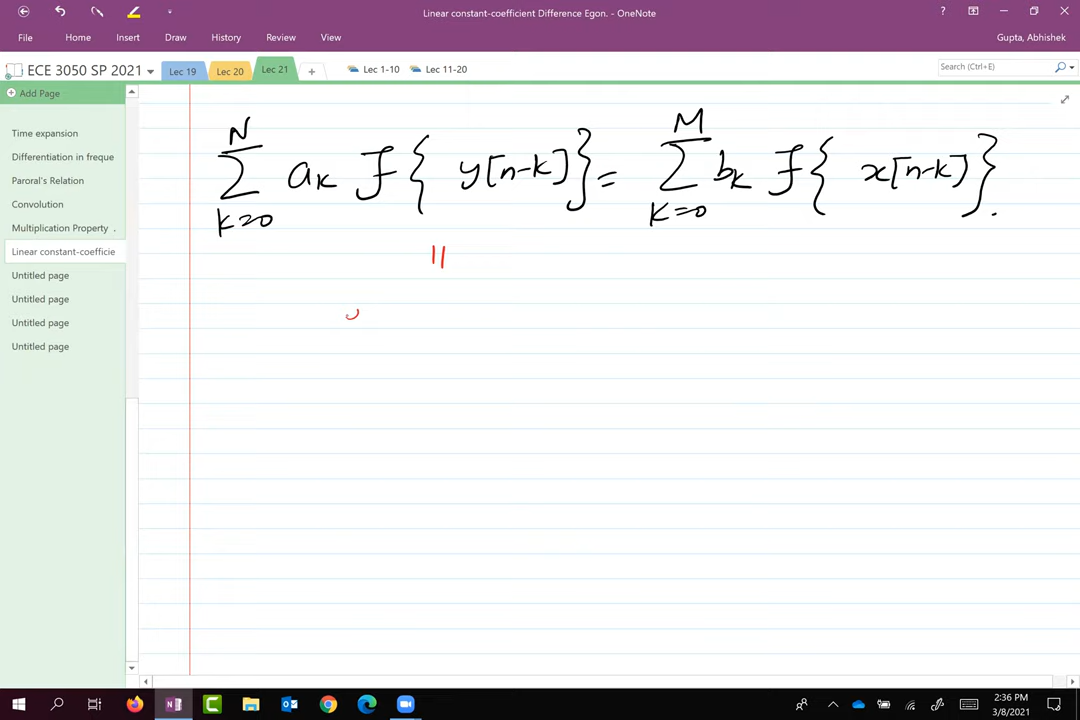 Linear constant-coefficient Difference Eqon. - OneNote
File Home Insert Draw History Review View Gupta, Abhishek
ECE 3050 SP 2021 Lec 19 Lec 20 Lec 21 Lec 1-10 Lec 11-20 Search (Ctrl+E)
Add Page
Time expansion
Differentiation in freque
Paroral's Relation
Convolution
Multiplication Property .
Linear constant-coefficie
Untitled page
Untitled page
Untitled page
Untitled page
N M
∑ aₖ F{ y[n-k] } = ∑ bₖ F{ x[n-k] }.
k=0 k=0
||
2:36 PM
3/8/2021